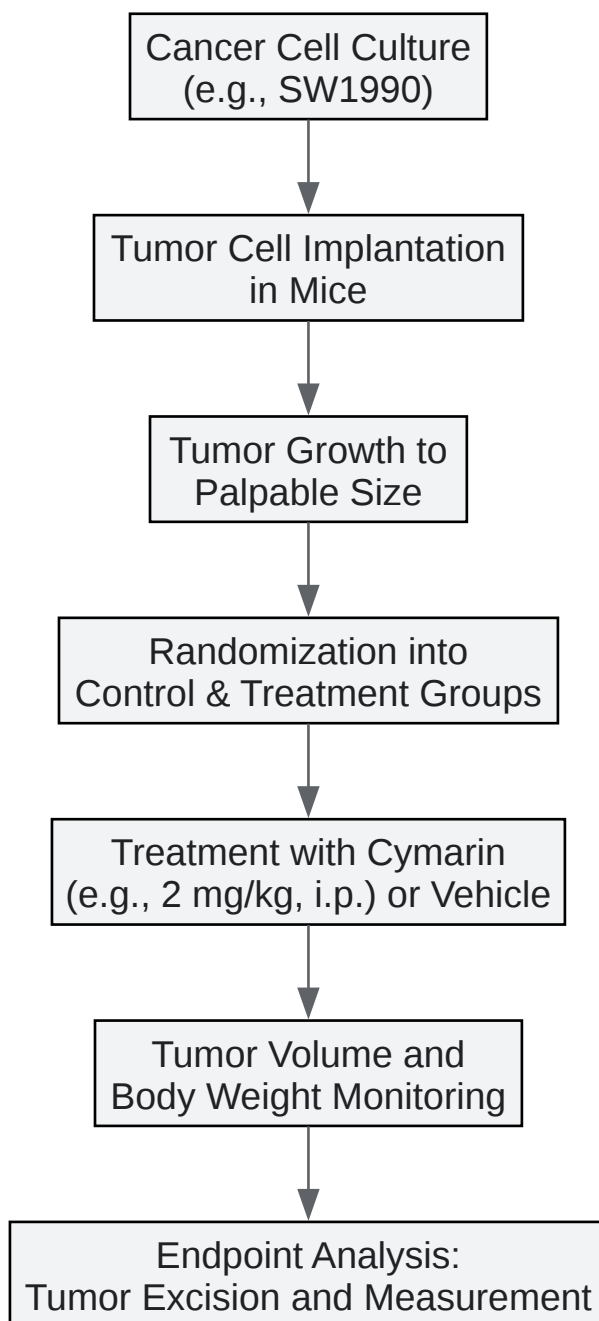 Cancer Cell Culture
(e.g., SW1990)
Tumor Cell Implantation
in Mice
Tumor Growth to
Palpable Size
Randomization into
Control & Treatment Groups
Treatment with Cymarin
(e.g., 2 mg/kg, i.p.) or Vehicle
Tumor Volume and
Body Weight Monitoring
Endpoint Analysis:
Tumor Excision and Measurement